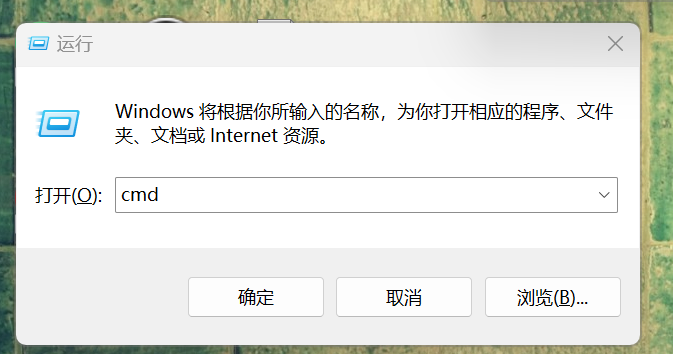 运行
Windows 将根据你所输入的名称，为你打开相应的程序、文件
夹、文档或 Internet 资源。
打开(O): cmd
确定 取消 浏览(B)...